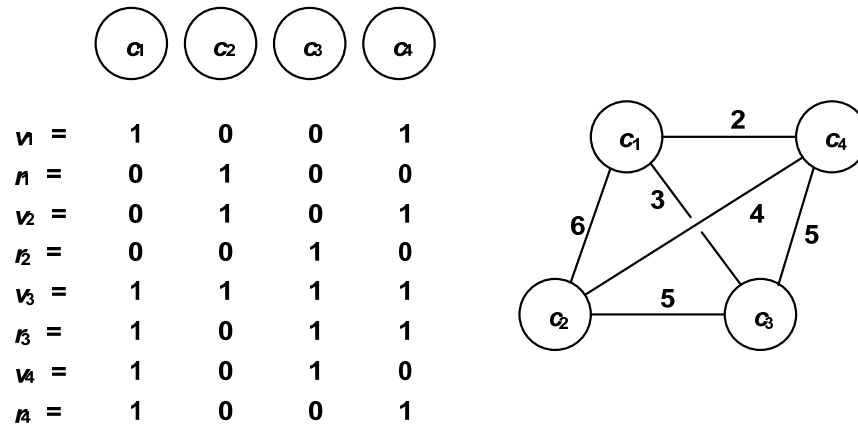 c1 c2 c3 c4
v1 = 1 0 0 1
r1 = 0 1 0 0
v2 = 0 1 0 1
r2 = 0 0 1 0
v3 = 1 1 1 1
r3 = 1 0 1 1
v4 = 1 0 1 0
r4 = 1 0 0 1
2
c1 c4
3 4
6 5
5
c2 c3